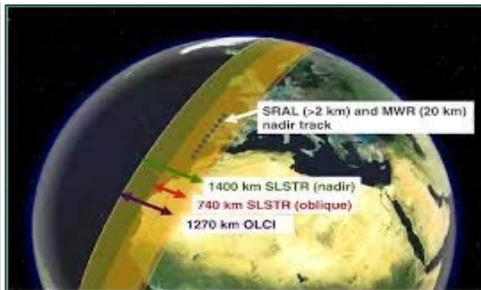 SRAL (>2 km) and MWR (20 km)
nadir track
1400 km SLSTR (nadir)
740 km SLSTR (oblique)
1270 km OLCI